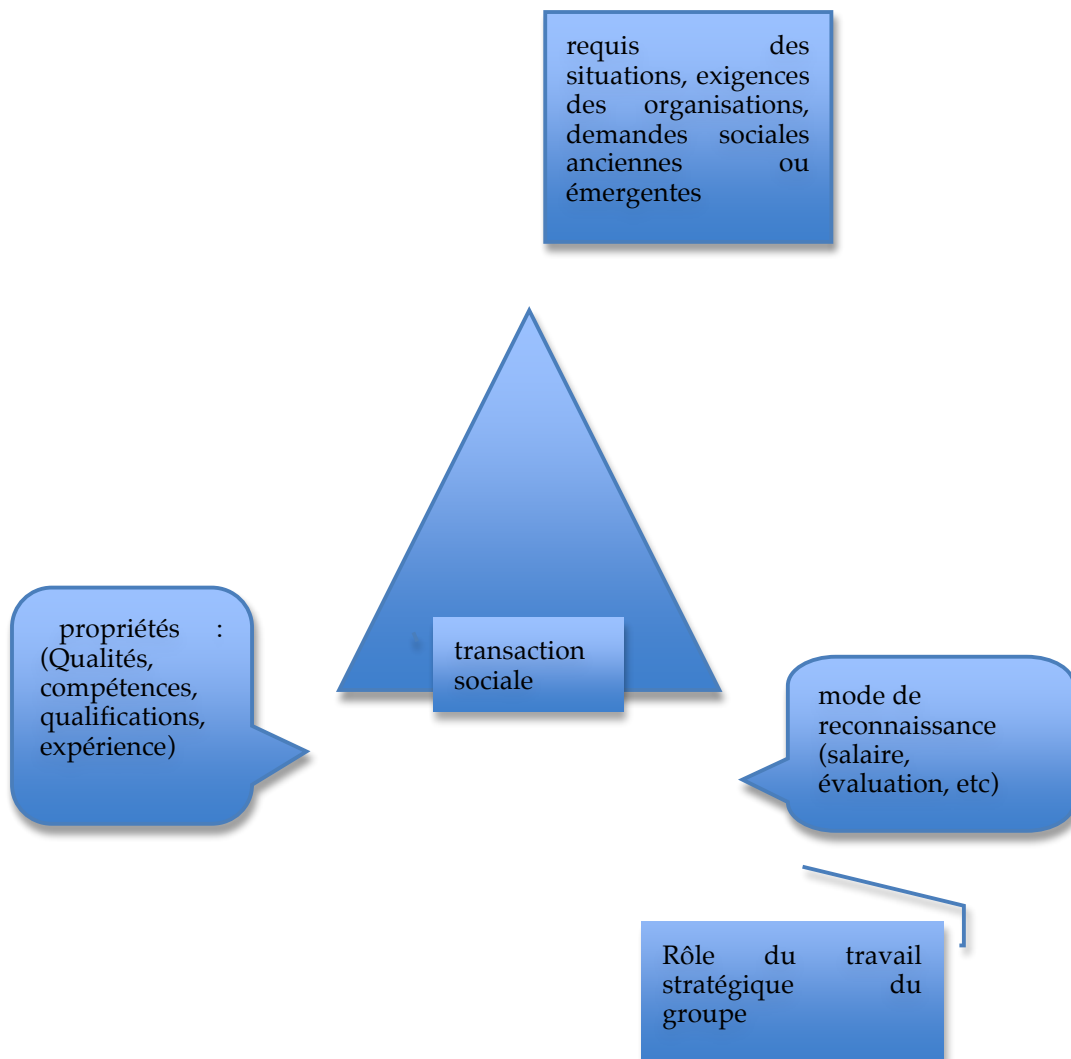 requis des
situations, exigences
des organisations,
demandes sociales
anciennes ou
émergentes
propriétés :
(Qualités,
compétences,
qualifications,
expérience)
transaction
sociale
mode de
reconnaissance
(salaire,
évaluation, etc)
Rôle du travail
stratégique du
groupe